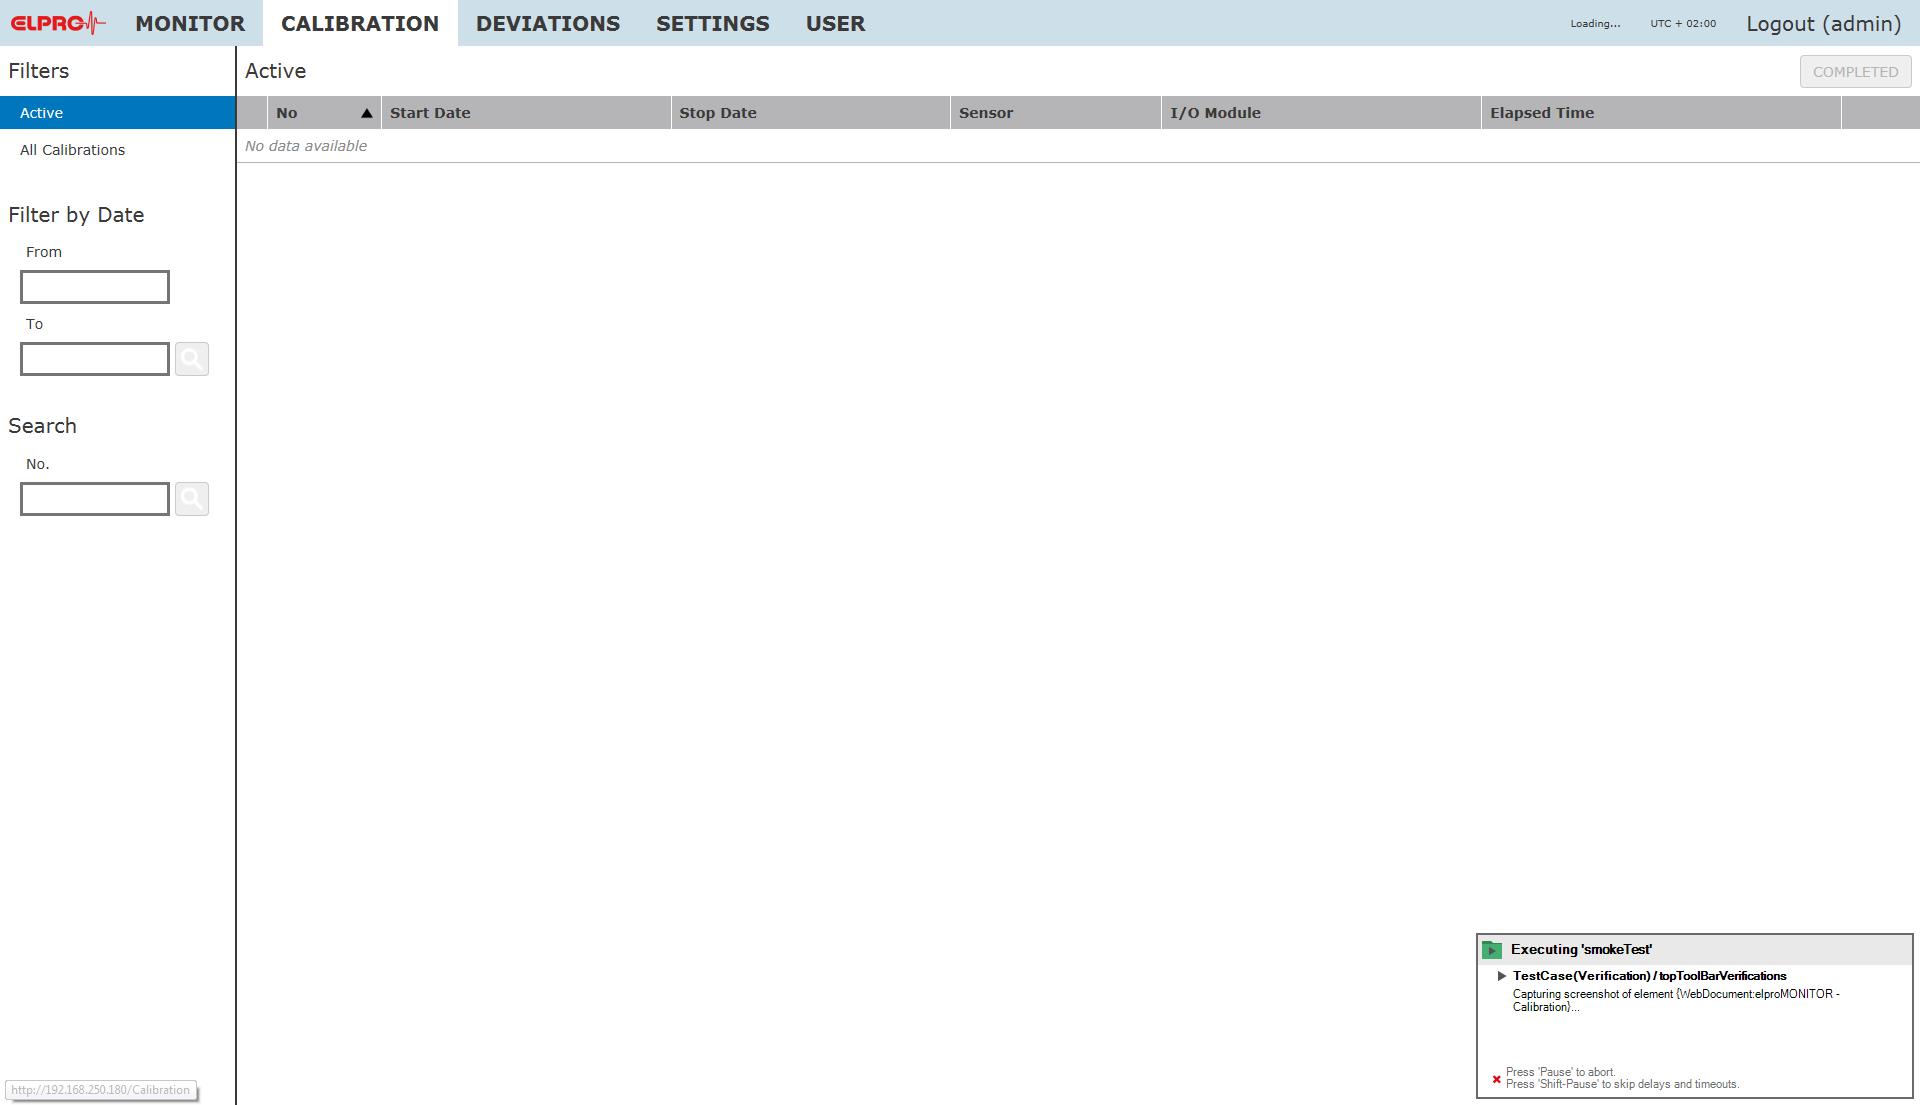 ELPRO MONITOR CALIBRATION DEVIATIONS SETTINGS USER Loading... UTC + 02:00 Logout (admin)
Filters
Active
All Calibrations
Filter by Date
From
To
Search
No.
Active COMPLETED
No Start Date Stop Date Sensor I/O Module Elapsed Time
No data available
Executing 'smokeTest'
TestCase(Verification) / topToolBarVerifications
Capturing screenshot of element {WebDocument:elproMONITOR -
Calibration}...
Press 'Pause' to abort.
Press 'Shift-Pause' to skip delays and timeouts.
http://192.168.250.180/Calibration